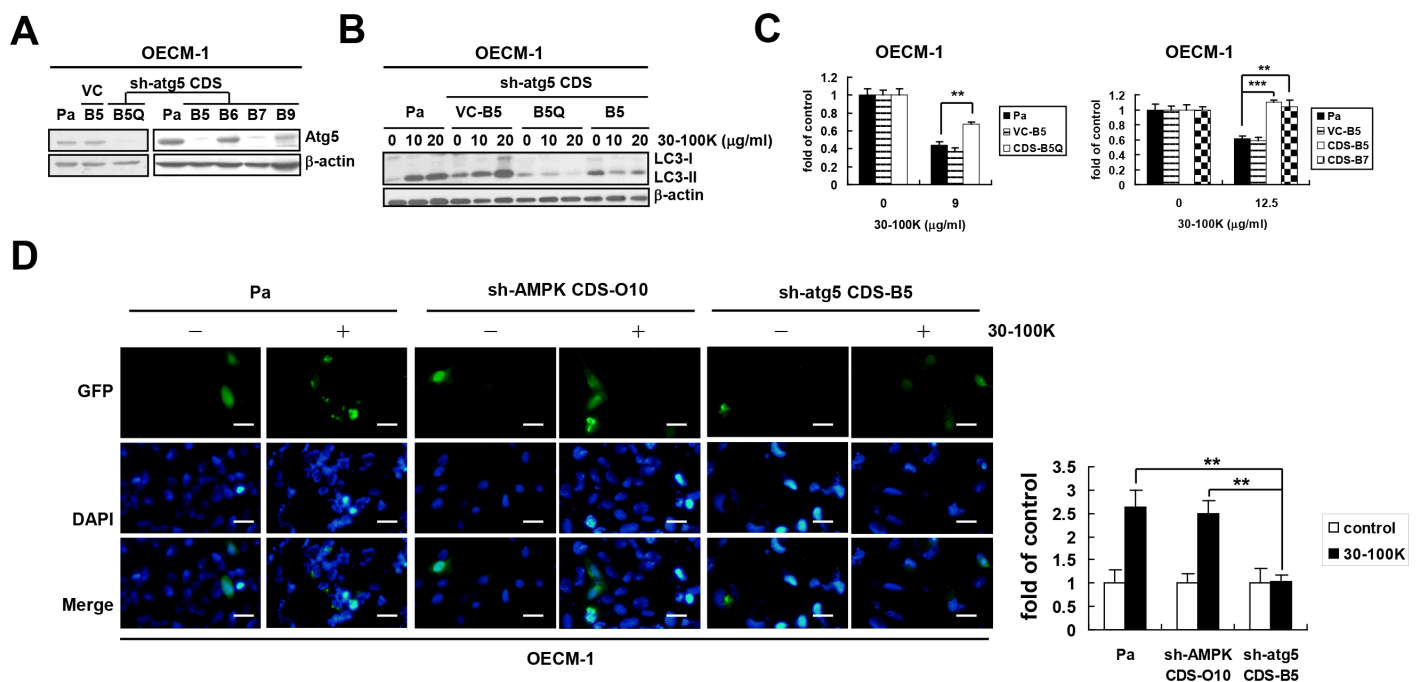 A
OECM-1
VC
sh-atg5 CDS
Pa B5 B5Q Pa B5 B6 B7 B9
Atg5
β-actin
B
OECM-1
sh-atg5 CDS
Pa VC-B5 B5Q B5
0 10 20 0 10 20 0 10 20 0 10 20 30-100K (μg/ml)
LC3-I
LC3-II
β-actin
C
OECM-1
fold of control
1.2
1
0.8
0.6
0.4
0.2
0
**
0 9
30-100K (μg/ml)
Pa
VC-B5
CDS-B5Q
OECM-1
fold of control
1.2
1
0.8
0.6
0.4
0.2
0
**
***
0 12.5
30-100K (μg/ml)
Pa
VC-B5
CDS-B5
CDS-B7
D
Pa sh-AMPK CDS-O10 sh-atg5 CDS-B5
− + − + − + 30-100K
GFP
DAPI
Merge
OECM-1
fold of control
3.5
3
2.5
2
1
0.5
0
**
**
Pa sh-AMPK sh-atg5
CDS-O10 CDS-B5
control
30-100K